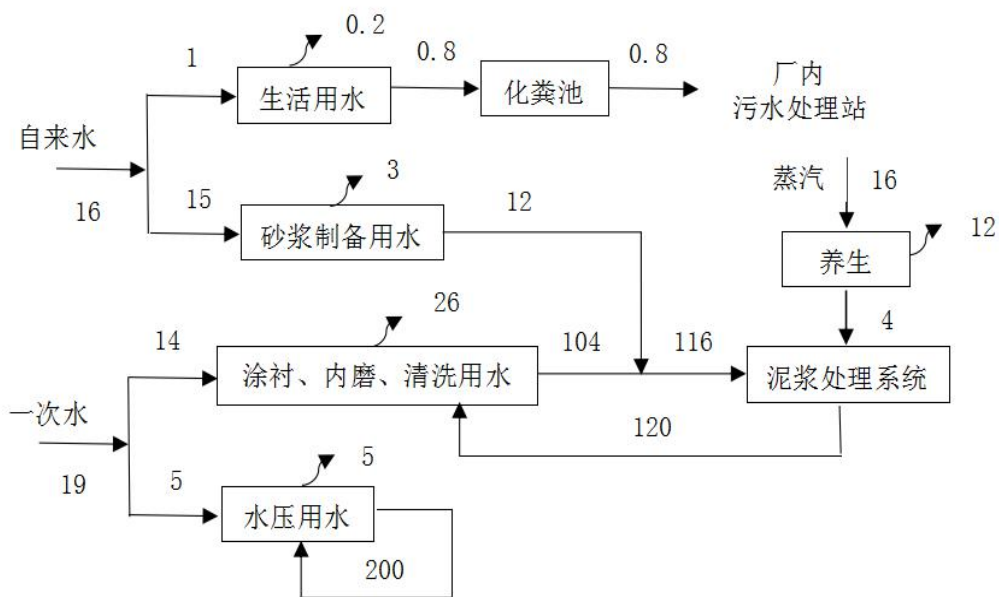 0.2
1
0.8
0.8
生活用水
化粪池
厂内
污水处理站
自来水
16
15
3
12
砂浆制备用水
蒸汽
16
养生
12
4
26
14
104
116
涂衬、内磨、清洗用水
泥浆处理系统
一次水
120
19
5
5
水压用水
200